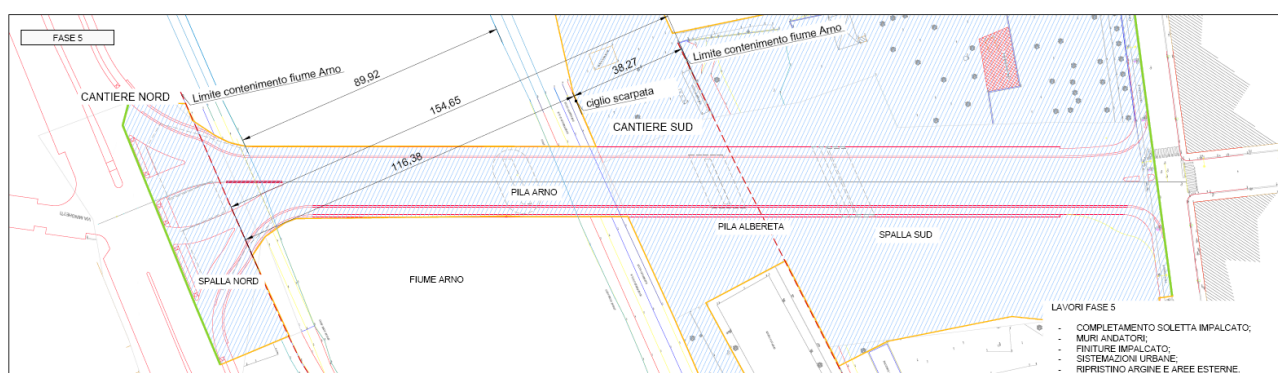 FASE 5
CANTIERE NORD
Limite contenimento fiume Arno
89,92
154,65
116,38
38,27
Limite contenimento fiume Arno
ciglio scarpata
CANTIERE SUD
PILA ARNO
PILA ALBERETA
SPALLA SUD
SPALLA NORD
FIUME ARNO
LAVORI FASE 5
- COMPLETAMENTO SOLETTA IMPALCATO;
- MURI ANDATORI;
- FINITURE IMPALCATO;
- SISTEMAZIONI URBANE;
- RIPRISTINO ARGINE E AREE ESTERNE.